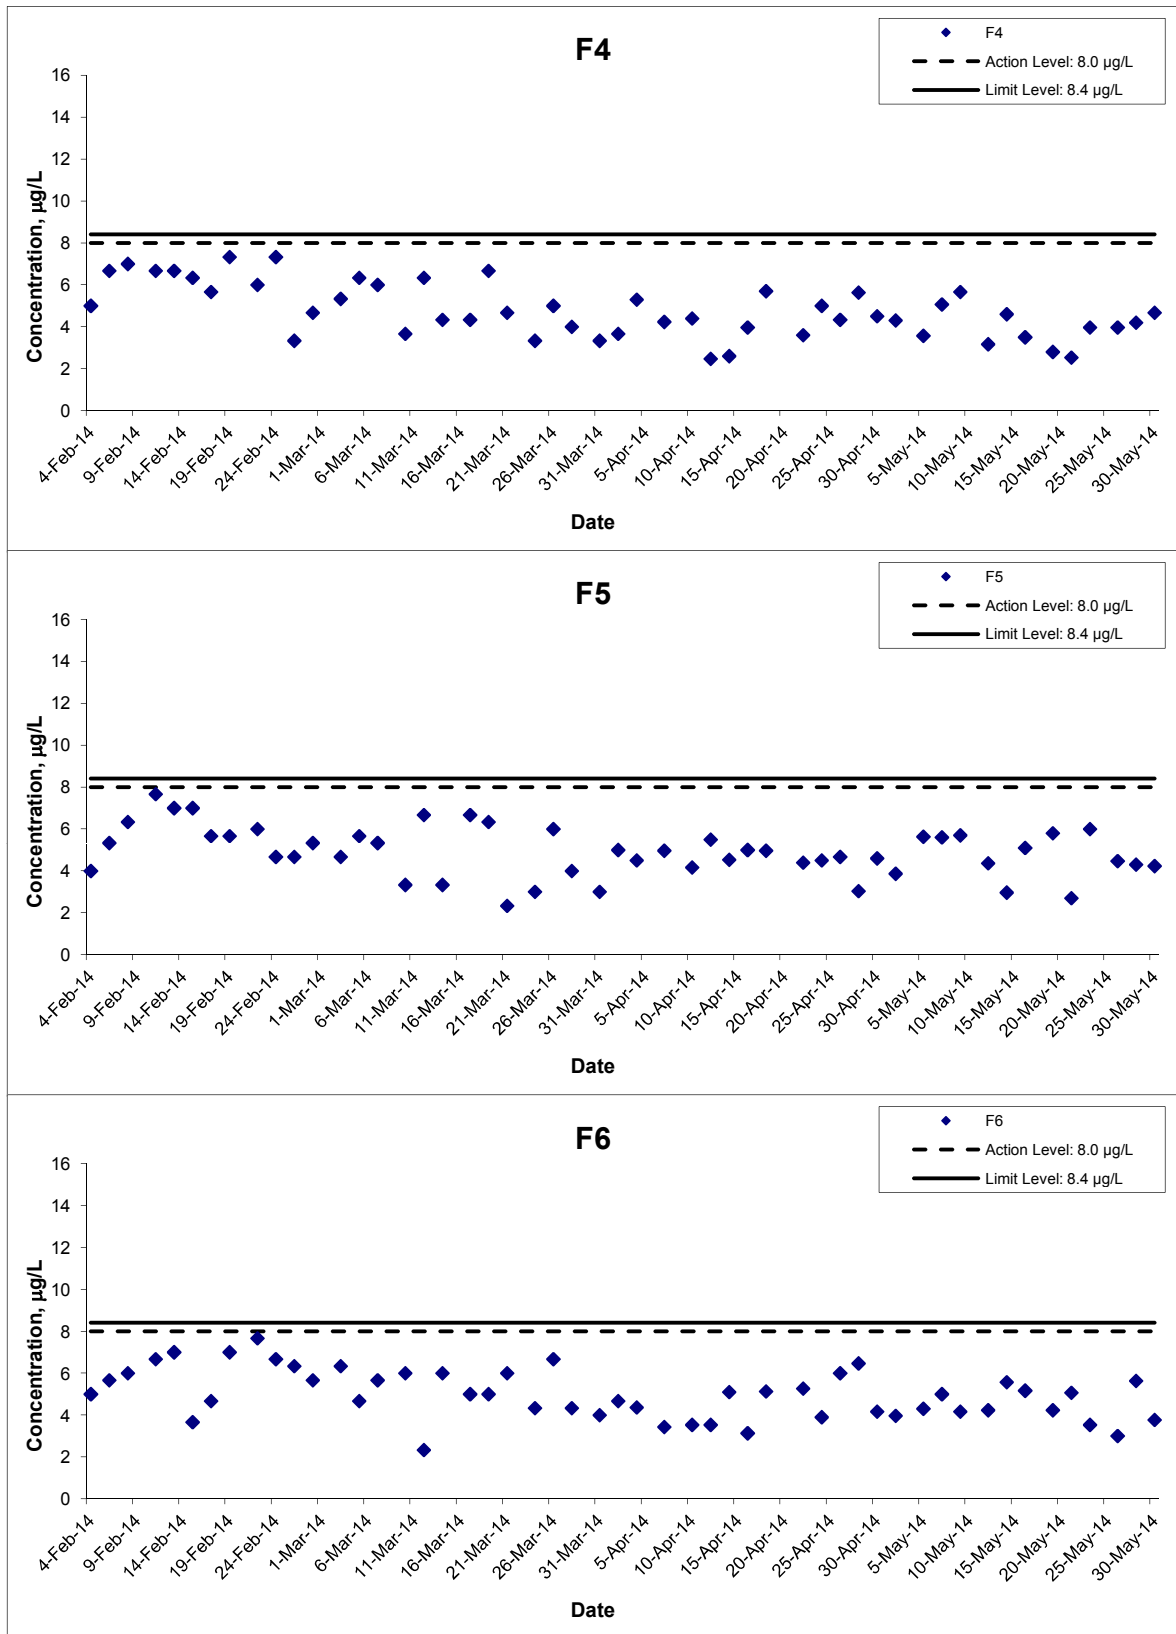 F4
F4
Action Level: 8.0 µg/L
Limit Level: 8.4 µg/L
Concentration, µg/L
16
14
12
10
8
6
4
2
0
4-Feb-14
9-Feb-14
14-Feb-14
19-Feb-14
24-Feb-14
1-Mar-14
6-Mar-14
11-Mar-14
16-Mar-14
21-Mar-14
26-Mar-14
31-Mar-14
5-Apr-14
10-Apr-14
15-Apr-14
20-Apr-14
25-Apr-14
30-Apr-14
5-May-14
10-May-14
15-May-14
20-May-14
25-May-14
30-May-14
Date
F5
F5
Action Level: 8.0 µg/L
Limit Level: 8.4 µg/L
Concentration, µg/L
16
14
12
10
8
6
4
2
0
4-Feb-14
9-Feb-14
14-Feb-14
19-Feb-14
24-Feb-14
1-Mar-14
6-Mar-14
11-Mar-14
16-Mar-14
21-Mar-14
26-Mar-14
31-Mar-14
5-Apr-14
10-Apr-14
15-Apr-14
20-Apr-14
25-Apr-14
30-Apr-14
5-May-14
10-May-14
15-May-14
20-May-14
25-May-14
30-May-14
Date
F6
F6
Action Level: 8.0 µg/L
Limit Level: 8.4 µg/L
Concentration, µg/L
16
14
12
10
8
6
4
2
0
4-Feb-14
9-Feb-14
14-Feb-14
19-Feb-14
24-Feb-14
1-Mar-14
6-Mar-14
11-Mar-14
16-Mar-14
21-Mar-14
26-Mar-14
31-Mar-14
5-Apr-14
10-Apr-14
15-Apr-14
20-Apr-14
25-Apr-14
30-Apr-14
5-May-14
10-May-14
15-May-14
20-May-14
25-May-14
30-May-14
Date